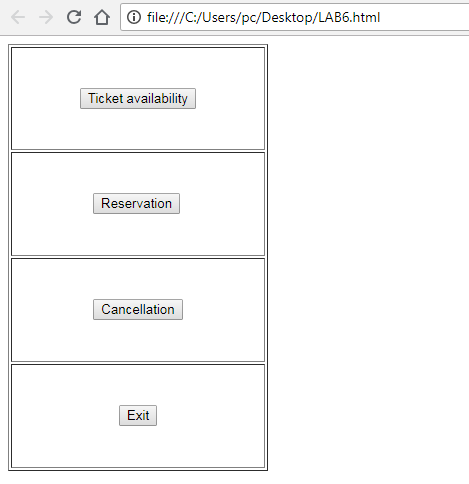 file:///C:/Users/pc/Desktop/LAB6.html
Ticket availability
Reservation
Cancellation
Exit